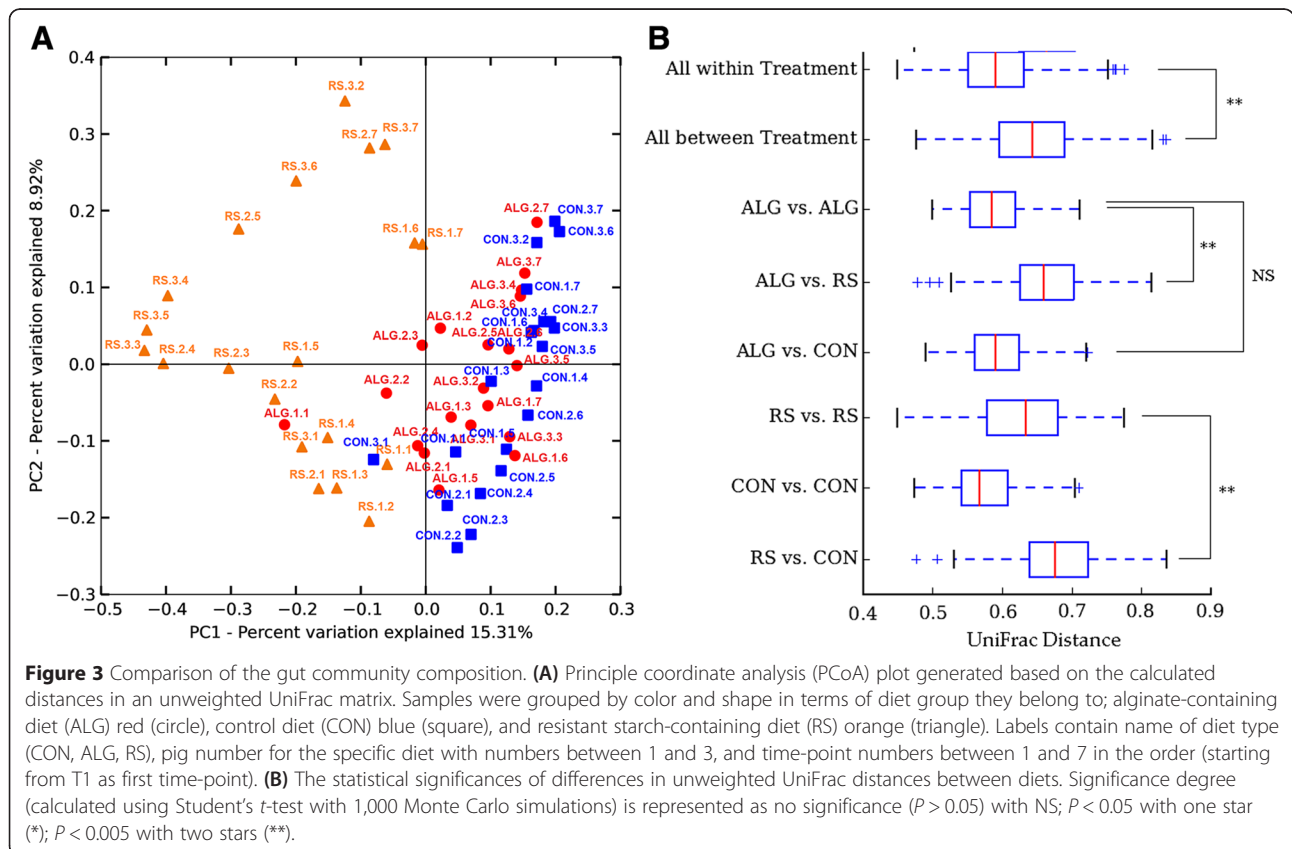 A
B
0.4
0.3
0.2
0.1
0.0
−0.1
−0.2
−0.3
PC2 - Percent variation explained 8.92%
RS.3.2
RS.2.7
RS.3.7
RS.3.6
RS.2.5
RS.1.6
RS.1.7
RS.3.4
RS.3.5
RS.3.3
RS.2.4
RS.2.3
RS.1.5
RS.2.2
ALG.1.1
RS.3.1
RS.1.4
RS.2.1
RS.1.3
RS.1.1
RS.1.2
CON.3.1
ALG.2.7
CON.3.7
CON.3.6
CON.3.2
ALG.3.7
ALG.3.4
CON.1.7
ALG.3.6
ALG.1.2
CON.3.4
CON.2.7
CON.1.6
CON.3.3
ALG.2.3
ALG.2.5
ALG.2.6
CON.1.2
CON.3.5
ALG.3.5
CON.1.3
ALG.2.2
ALG.3.2
CON.1.4
ALG.1.3
ALG.1.7
CON.2.6
ALG.2.4
CON.1.1
CON.1.5
ALG.3.1
ALG.3.3
ALG.2.1
ALG.1.6
ALG.1.5
CON.2.5
CON.2.1
CON.2.4
CON.2.3
CON.2.2
−0.5 −0.4 −0.3 −0.2 −0.1 0.0 0.1 0.2 0.3
PC1 - Percent variation explained 15.31%
All within Treatment
All between Treatment
ALG vs. ALG
ALG vs. RS
ALG vs. CON
RS vs. RS
CON vs. CON
RS vs. CON
**
**
NS
**
0.4 0.5 0.6 0.7 0.8 0.9
UniFrac Distance
Figure 3 Comparison of the gut community composition. (A) Principle coordinate analysis (PCoA) plot generated based on the calculated
distances in an unweighted UniFrac matrix. Samples were grouped by color and shape in terms of diet group they belong to; alginate-containing
diet (ALG) red (circle), control diet (CON) blue (square), and resistant starch-containing diet (RS) orange (triangle). Labels contain name of diet type
(CON, ALG, RS), pig number for the specific diet with numbers between 1 and 3, and time-point numbers between 1 and 7 in the order (starting
from T1 as first time-point). (B) The statistical significances of differences in unweighted UniFrac distances between diets. Significance degree
(calculated using Student's t-test with 1,000 Monte Carlo simulations) is represented as no significance (P > 0.05) with NS; P < 0.05 with one star
(*); P < 0.005 with two stars (**).